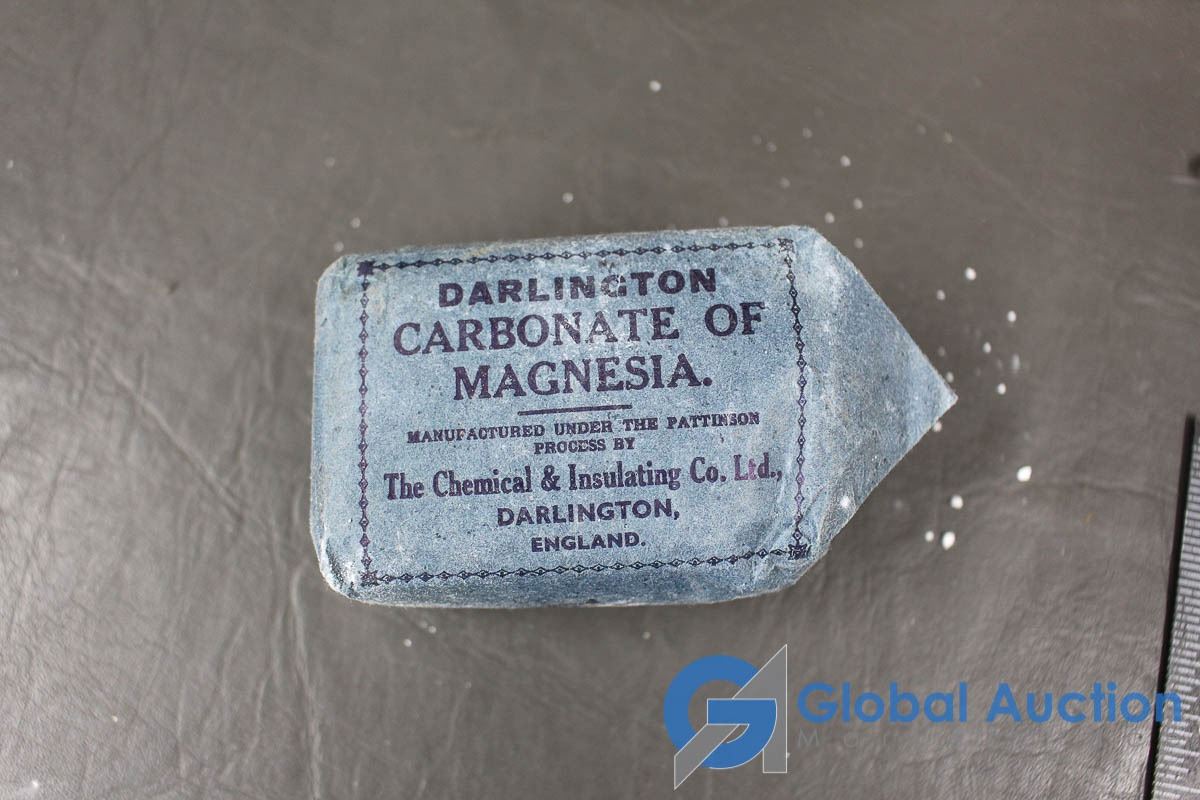 DARLINGTON
CARBONATE OF
MAGNESIA.
MANUFACTURED UNDER THE PATTINSON
PROCESS BY
The Chemical & Insulating Co. Ltd.,
DARLINGTON,
ENGLAND.
Global Auction